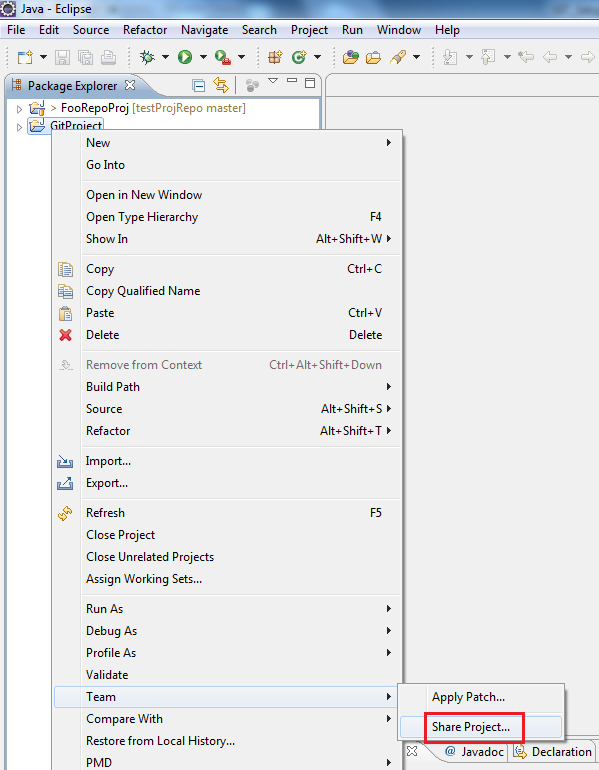 Java - Eclipse
File Edit Source Refactor Navigate Search Project Run Window Help
Package Explorer
> FooRepoProj [testProjRepo master]
GitProject
New
Go Into
Open in New Window
Open Type Hierarchy F4
Show In Alt+Shift+W
Copy Ctrl+C
Copy Qualified Name
Paste Ctrl+V
Delete Delete
Remove from Context Ctrl+Alt+Shift+Down
Build Path
Source Alt+Shift+S
Refactor Alt+Shift+T
Import...
Export...
Refresh F5
Close Project
Close Unrelated Projects
Assign Working Sets...
Run As
Debug As
Profile As
Validate
Team
Apply Patch...
Compare With
Share Project...
Restore from Local History...
@ Javadoc Declaration
PMD